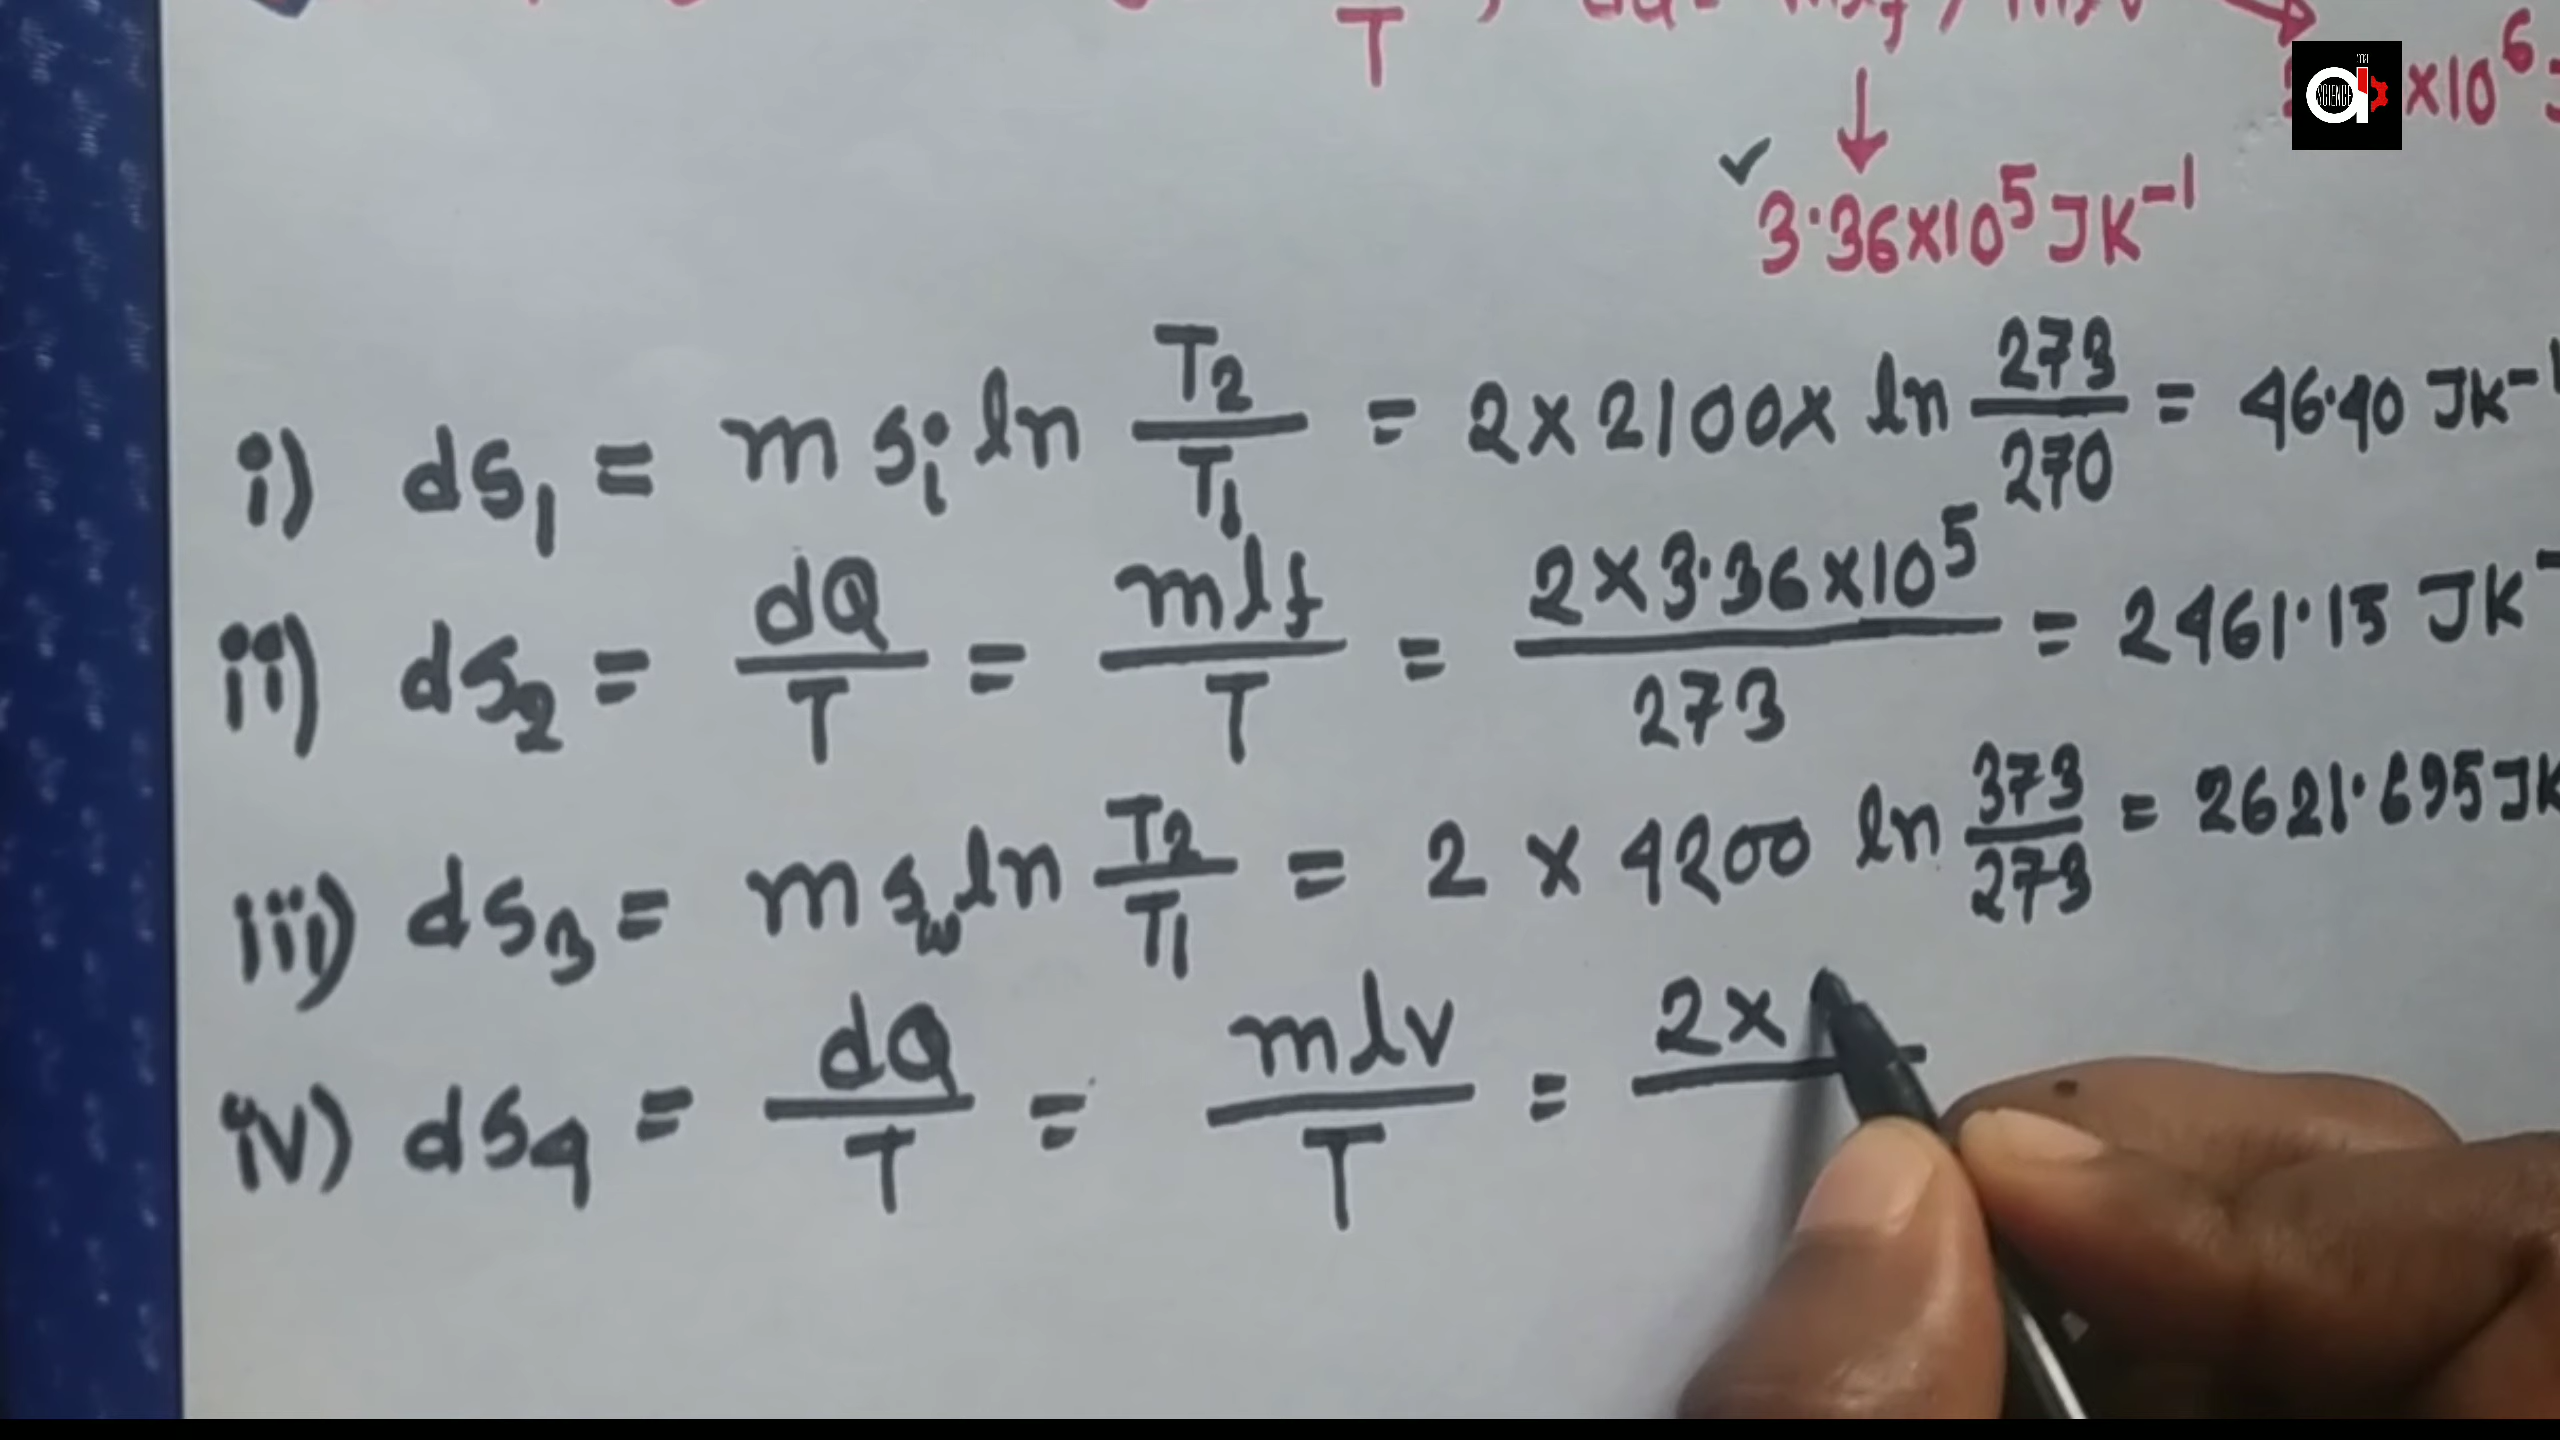 T
×10⁶ J
3.36×10⁵ JK⁻¹
i) ds₁ = m sᵢ ln T₂/T₁ = 2 × 2100 × ln 273/270 = 46.40 JK⁻¹
ii) ds₂ = dQ/T = mlf/T = 2 × 3.36 × 10⁵/273 = 2461.15 JK⁻
iii) ds₃ = m s_w ln T₂/T₁ = 2 × 4200 ln 373/273 = 2621.695 JK
iv) ds₄ = dQ/T = mlv/T = 2×
SCIENCE